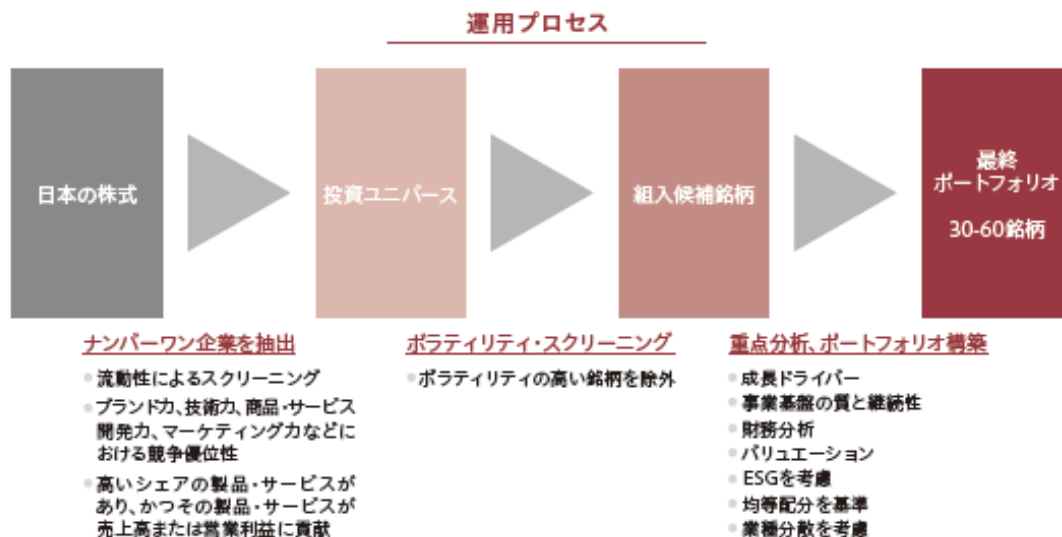 運用プロセス
日本の株式
投資ユニバース
組入候補銘柄
最終
ポートフォリオ
30-60銘柄
ナンバーワン企業を抽出
流動性によるスクリーニング
ブランド力、技術力、商品・サービス
開発力、マーケティング力などに
おける競争優位性
高いシェアの製品・サービスが
あり、かつその製品・サービスが
売上高または営業利益に貢献
ボラティリティ・スクリーニング
ボラティリティの高い銘柄を除外
重点分析、ポートフォリオ構築
成長ドライバー
事業基盤の質と継続性
財務分析
バリュエーション
ESGを考慮
均等配分を基準
業種分散を考慮